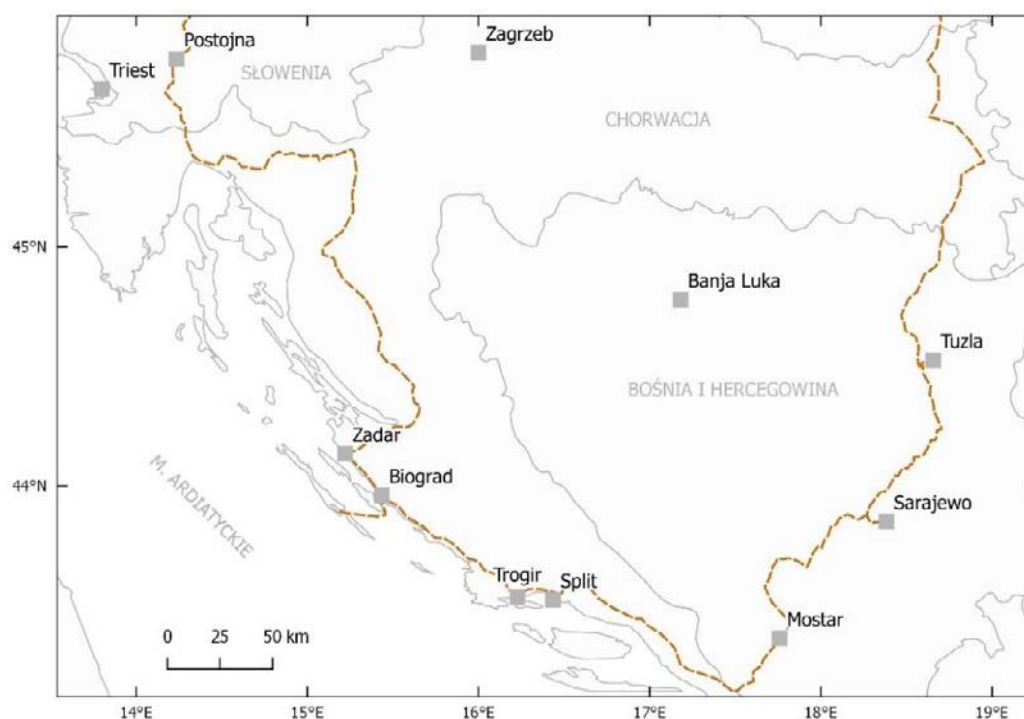 Postojna
Zagrzeb
Triest
SŁOWENIA
CHORWACJA
45°N
Banja Luka
Tuzla
BOŚNIA I HERCEGOWINA
Zadar
M. ARDIATYCKIE
Biograd
44°N
Sarajewo
Trogir
Split
Mostar
0 25 50 km
14°E 15°E 16°E 17°E 18°E 19°E